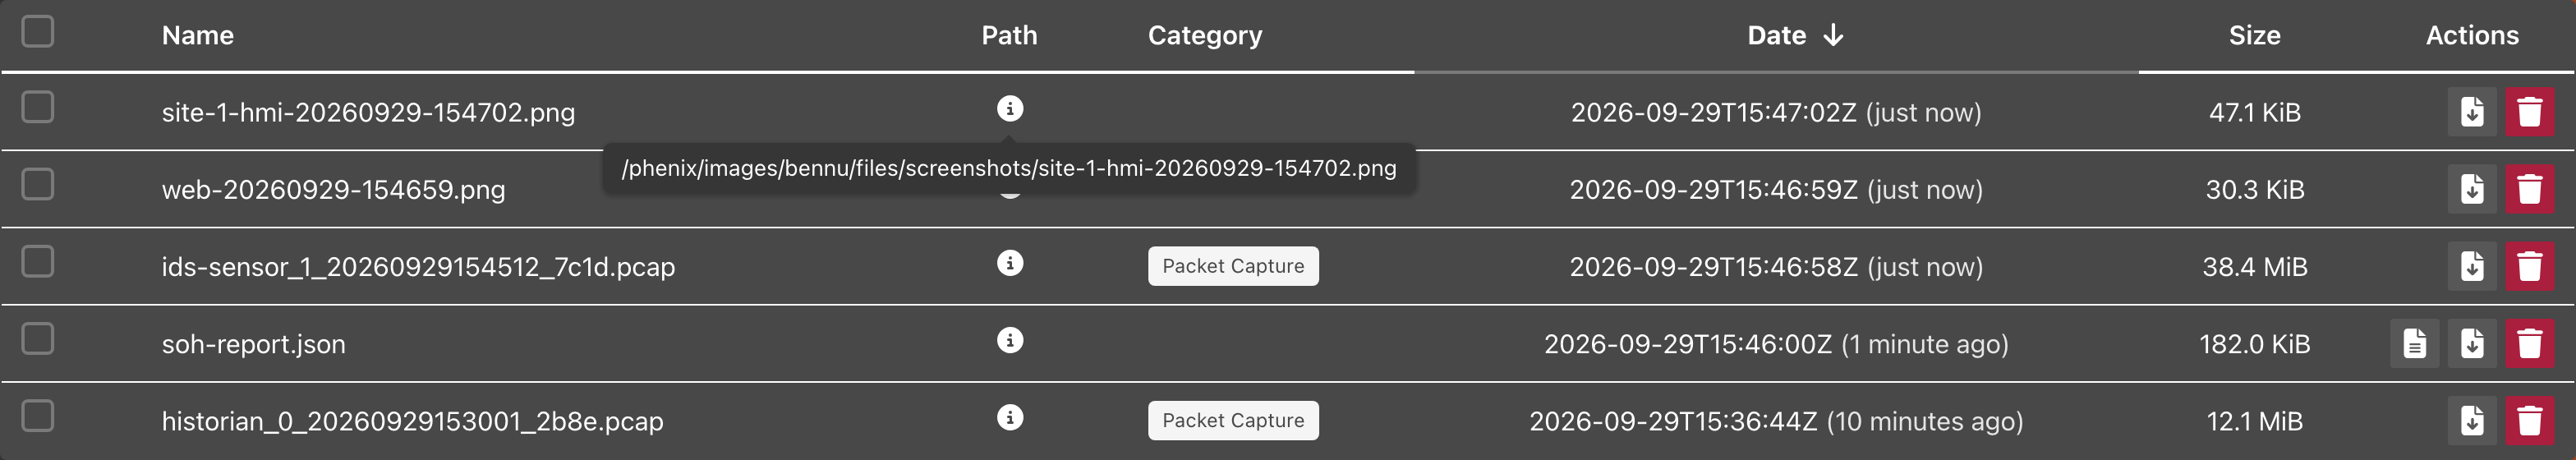 Name Path Category Date Size Actions
site-1-hmi-20260929-154702.png 2026-09-29T15:47:02Z (just now) 47.1 KiB
/phenix/images/bennu/files/screenshots/site-1-hmi-20260929-154702.png
web-20260929-154659.png 2026-09-29T15:46:59Z (just now) 30.3 KiB
ids-sensor_1_20260929154512_7c1d.pcap Packet Capture 2026-09-29T15:46:58Z (just now) 38.4 MiB
soh-report.json 2026-09-29T15:46:00Z (1 minute ago) 182.0 KiB
historian_0_20260929153001_2b8e.pcap Packet Capture 2026-09-29T15:36:44Z (10 minutes ago) 12.1 MiB